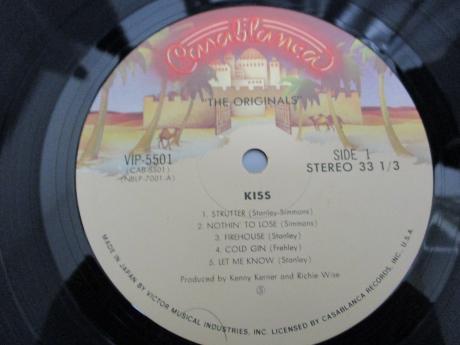 Casablanca
"THE ORIGINALS"
VIP-5501
(CAB-5501)
(NBLP-7001-A)
SIDE 1
STEREO 33 1/3
KISS
1. STRUTTER (Stanley-Simmons)
2. NOTHIN' TO LOSE (Simmons)
3. FIREHOUSE (Stanley)
4. COLD GIN (Frehley)
5. LET ME KNOW (Stanley)
Produced by Kenny Kerner and Richie Wise
Ⓢ
MADE IN JAPAN BY VICTOR MUSICAL INDUSTRIES, INC. LICENSED BY CASABLANCA RECORDS, INC., U.S.A.